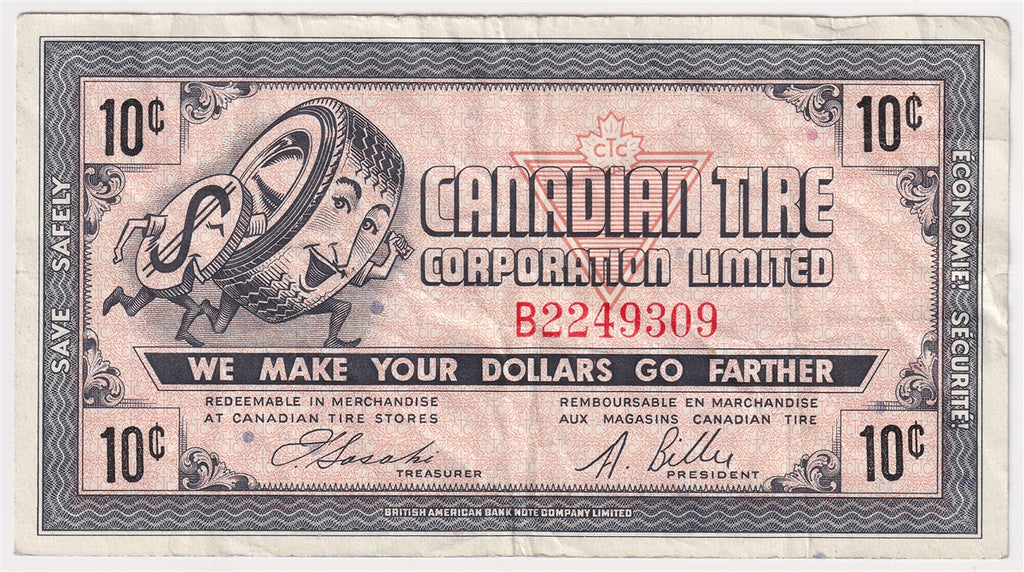 10¢
10¢
CTC
CANADIAN TIRE
CORPORATION LIMITED
B2249309
$
SAVE SAFELY
ÉCONOMIE! SÉCURITÉ!
WE MAKE YOUR DOLLARS GO FARTHER
REDEEMABLE IN MERCHANDISE
AT CANADIAN TIRE STORES
REMBOURSABLE EN MARCHANDISE
AUX MAGASINS CANADIAN TIRE
10¢
TREASURER
A. Billes
PRESIDENT
10¢
BRITISH AMERICAN BANK NOTE COMPANY LIMITED